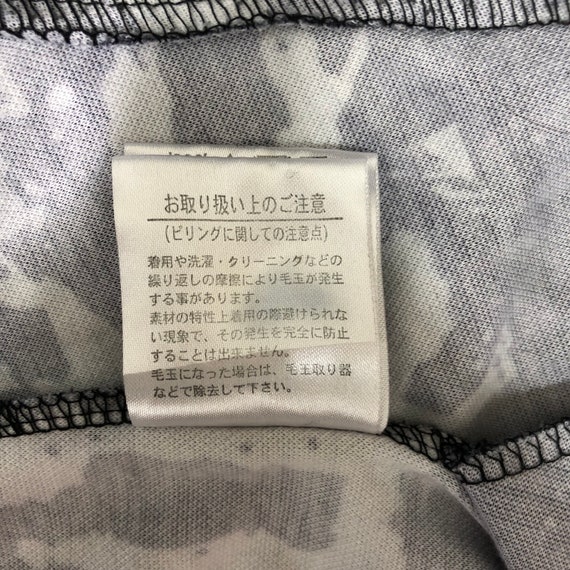 お取り扱い上のご注意
(ピリングに関しての注意点)
着用や洗濯・クリーニングなどの
繰り返しの摩擦により毛玉が発生
する事があります。
素材の特性上着用の際避けられな
い現象で、その発生を完全に防止
することは出来ません。
毛玉になった場合は、毛玉取り器
などで除去して下さい。